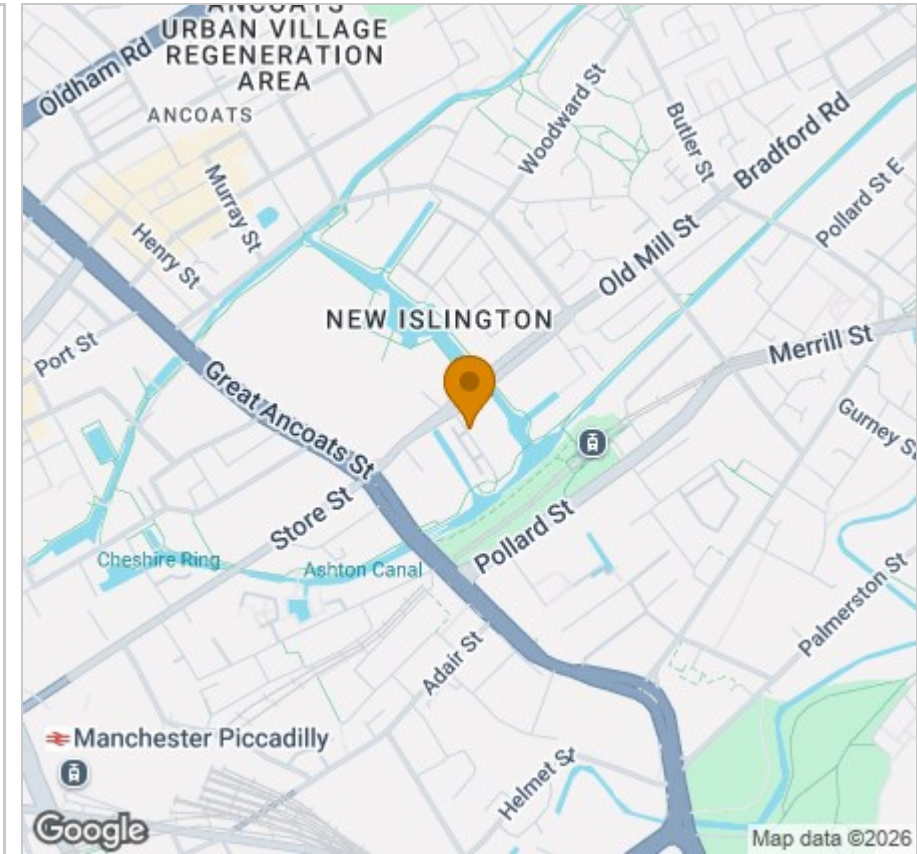 ANCOATS
URBAN VILLAGE
REGENERATION
AREA
Oldham Rd
ANCOATS
Woodward St
Butler St
Bradford Rd
Murray St
Pollard St E
Henry St
Old Mill St
NEW ISLINGTON
Port St
Merrill St
Great Ancoats St
Gurney St
Store St
Pollard St
Cheshire Ring
Ashton Canal
Palmerston St
Adair St
Manchester Piccadilly
Helmet St
Google
Map data ©2026